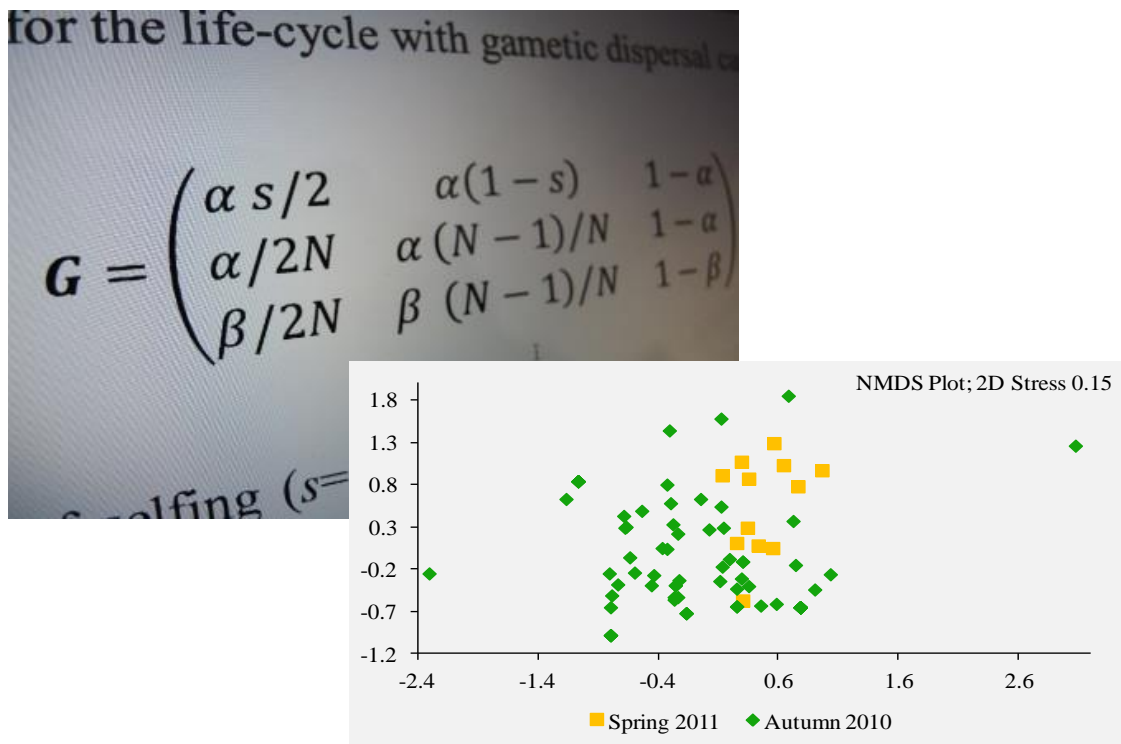 for the life-cycle with gametic dispersal
G = ( α s/2 α(1 − s) 1 − α
α/2N α (N − 1)/N 1 − α
β/2N β (N − 1)/N 1 − β )
selfing (s=
NMDS Plot; 2D Stress 0.15
1.8
1.3
0.8
0.3
-0.2
-0.7
-1.2
-2.4 -1.4 -0.4 0.6 1.6 2.6
Spring 2011 Autumn 2010